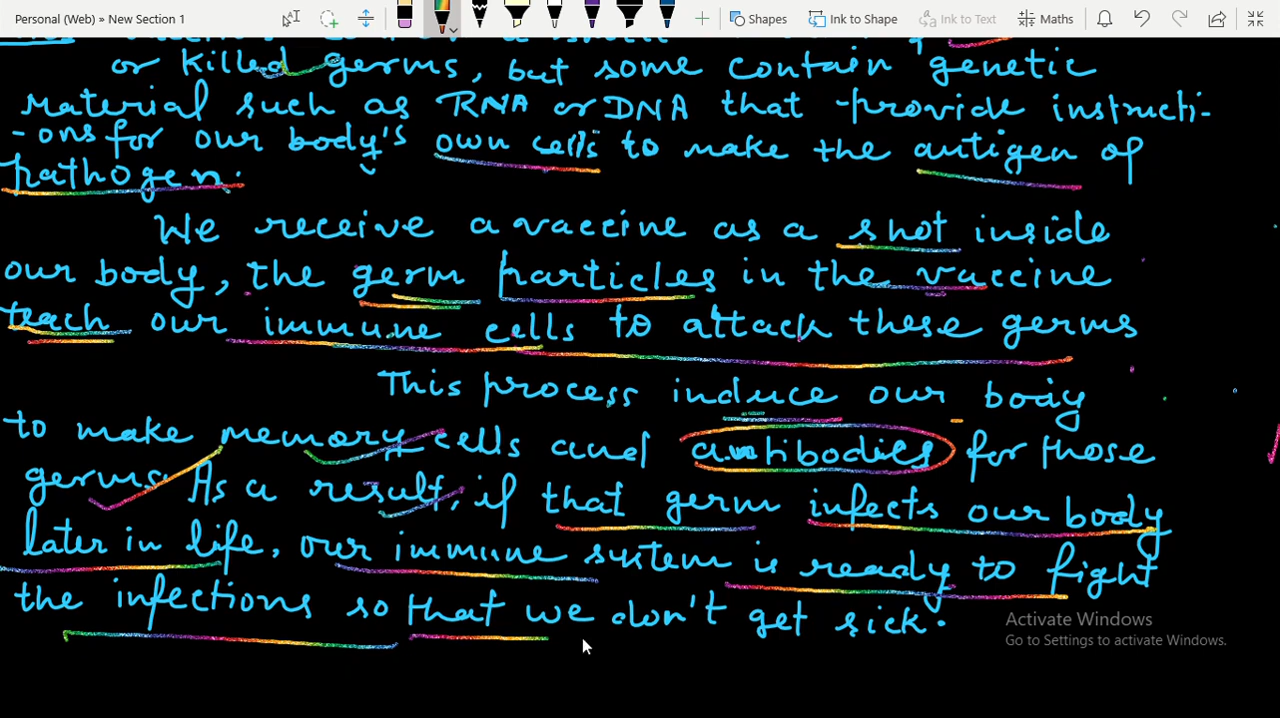 Personal (Web) » New Section 1
Shapes
Ink to Shape
Ink to Text
Maths
or killed germs, but some contain genetic
material such as RNA or DNA that provide instructi-
-ons for our body's own cells to make the antigen of
pathogen.
We receive a vaccine as a shot inside
our body, the germ particles in the vaccine
teach our immune cells to attack these germs
This process induce our body
to make memory cells and antibodies for those
germs. As a result, if that germ infects our body
later in life, our immune system is ready to fight
the infections so that we don't get sick.
Activate Windows
Go to Settings to activate Windows.